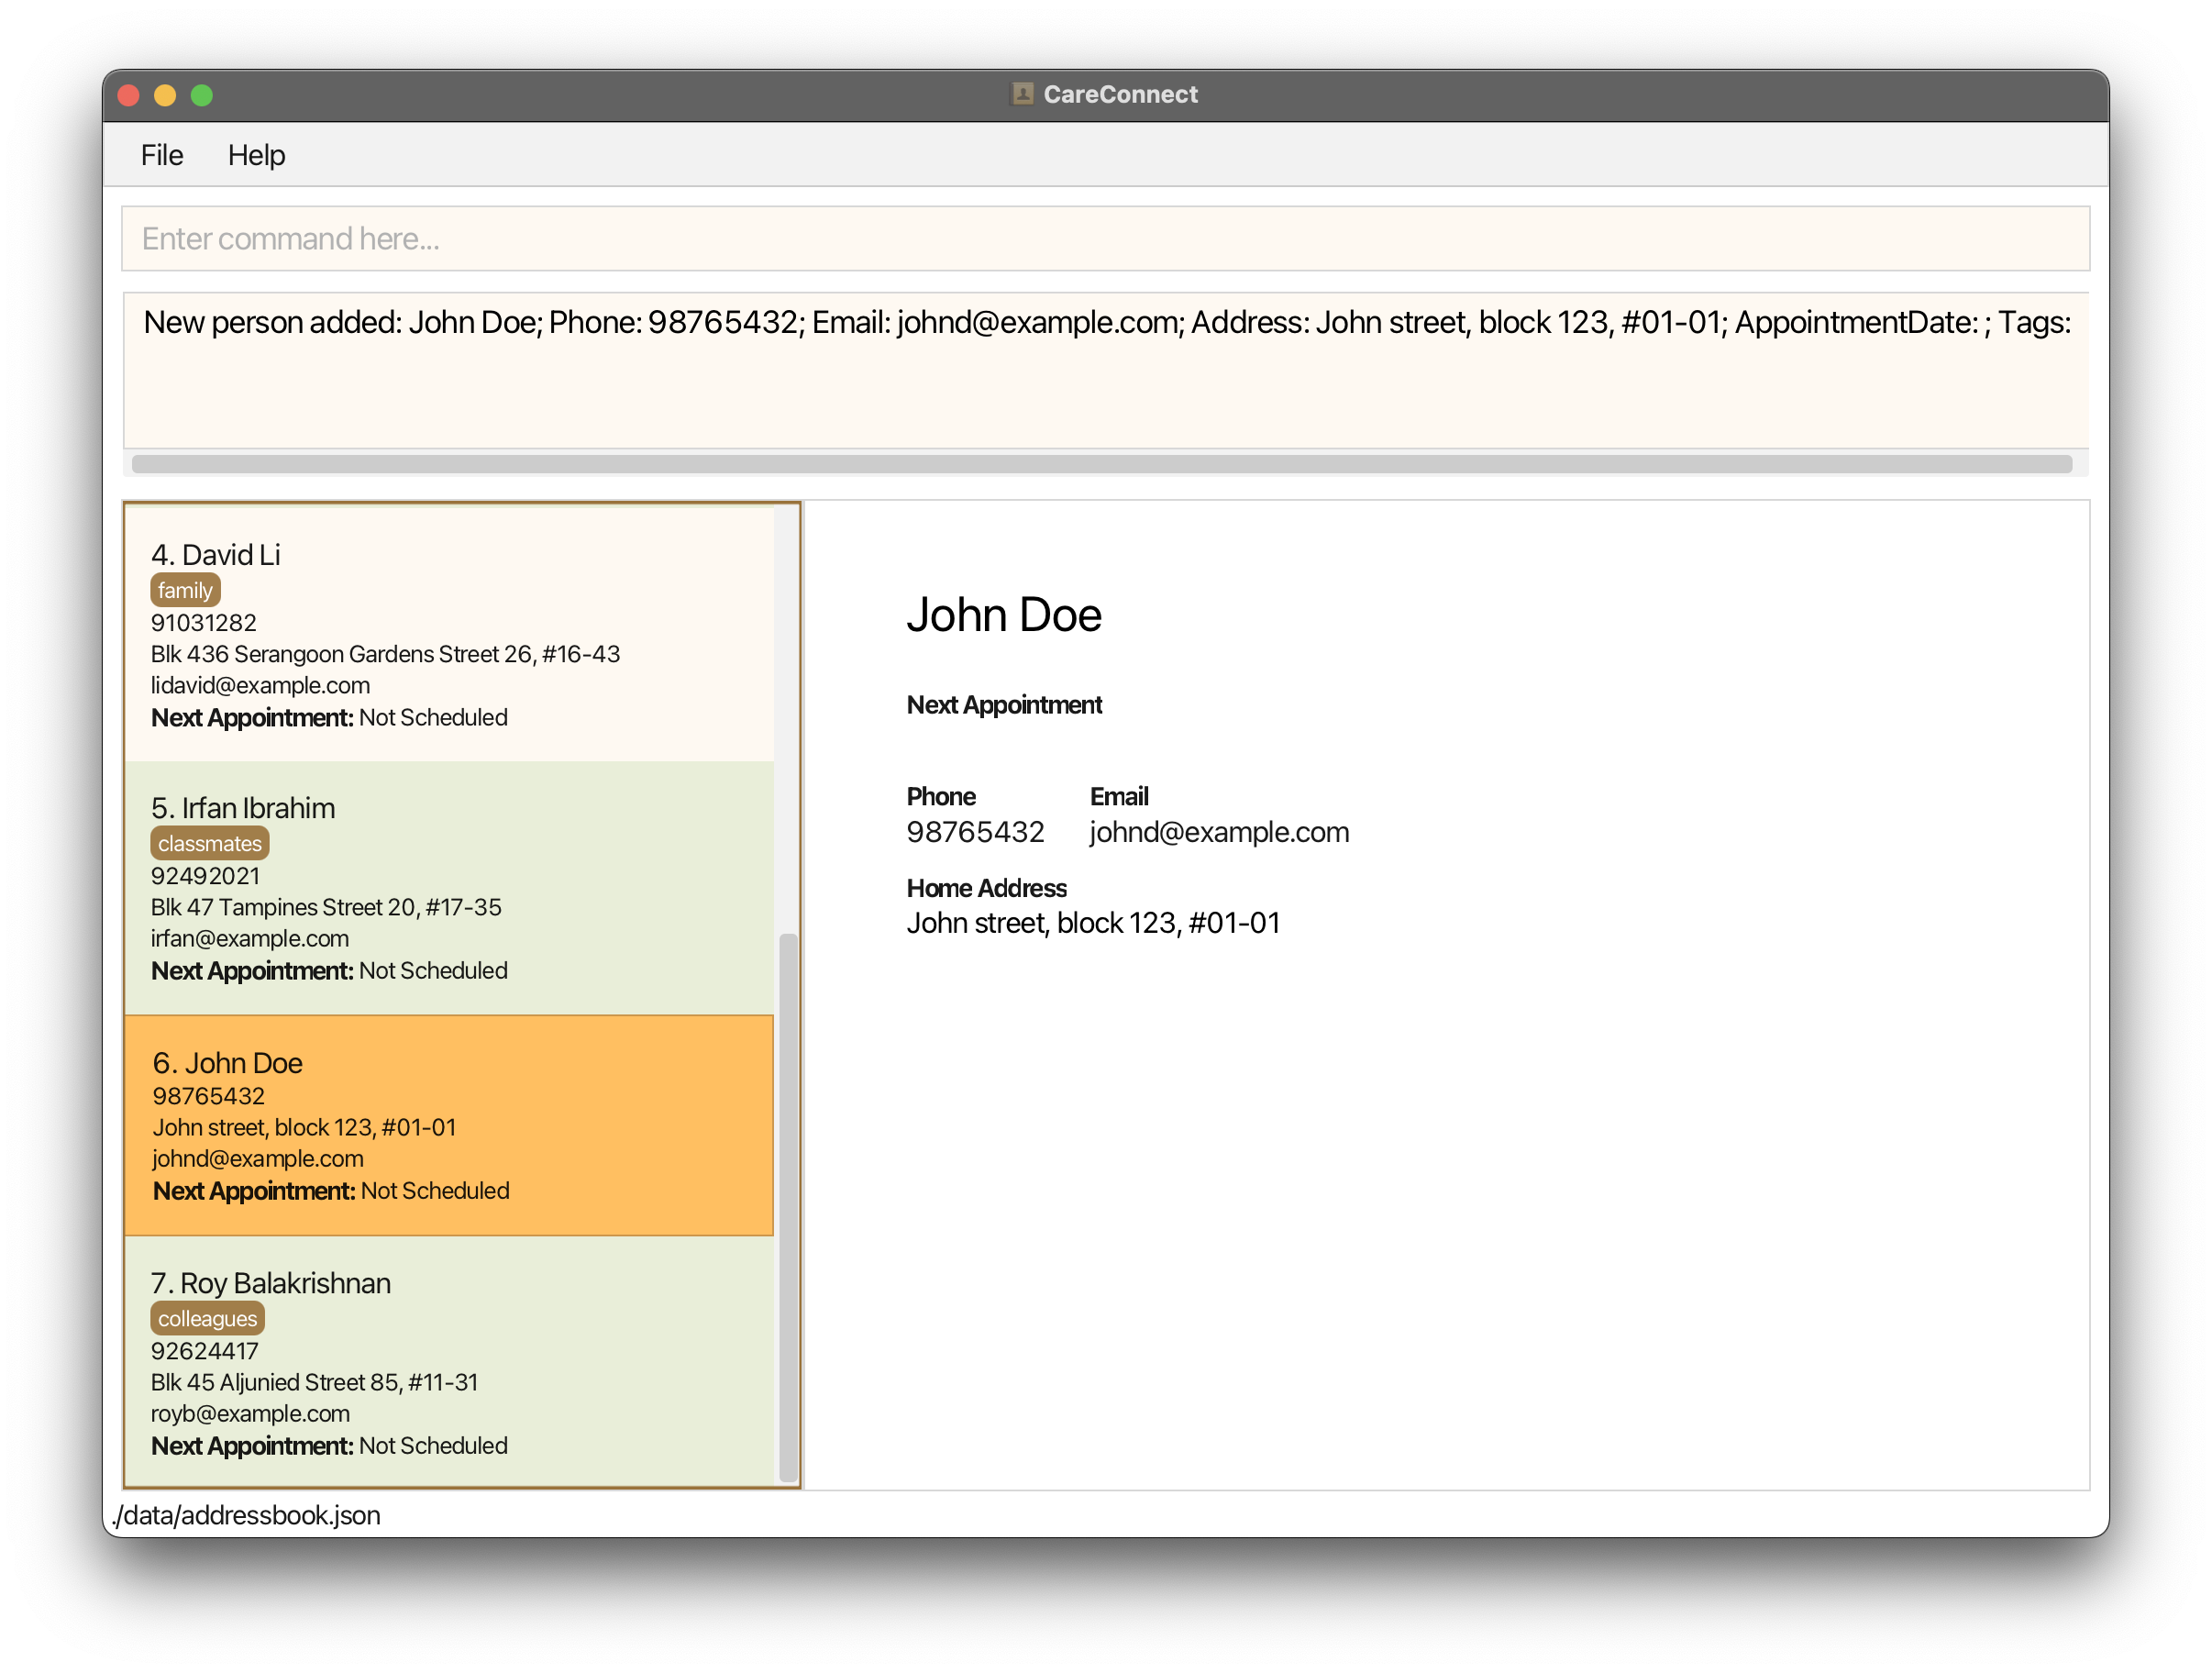 CareConnect
File Help
Enter command here...
New person added: John Doe; Phone: 98765432; Email: johnd@example.com; Address: John street, block 123, #01-01; AppointmentDate: ; Tags:
4. David Li
family
91031282
Blk 436 Serangoon Gardens Street 26, #16-43
lidavid@example.com
Next Appointment: Not Scheduled
5. Irfan Ibrahim
classmates
92492021
Blk 47 Tampines Street 20, #17-35
irfan@example.com
Next Appointment: Not Scheduled
6. John Doe
98765432
John street, block 123, #01-01
johnd@example.com
Next Appointment: Not Scheduled
7. Roy Balakrishnan
colleagues
92624417
Blk 45 Aljunied Street 85, #11-31
royb@example.com
Next Appointment: Not Scheduled
John Doe
Next Appointment
Phone Email
98765432 johnd@example.com
Home Address
John street, block 123, #01-01
./data/addressbook.json